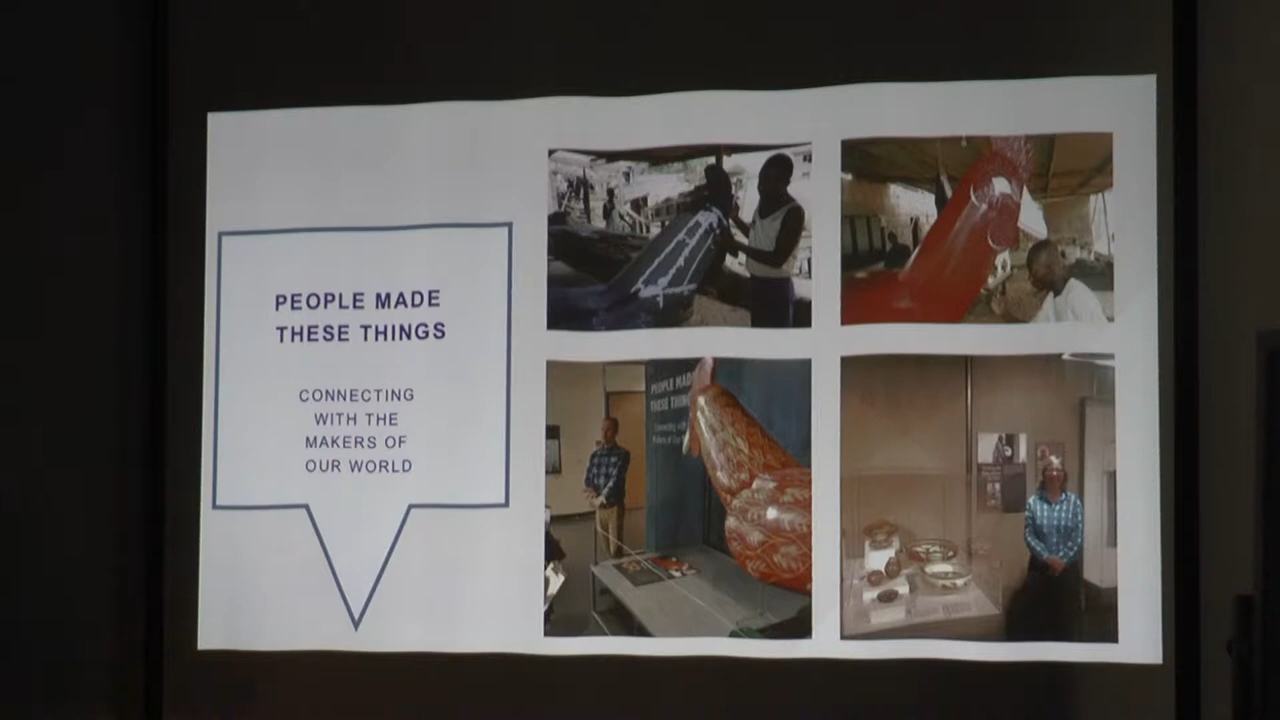 PEOPLE MADE
THESE THINGS
CONNECTING
WITH THE
MAKERS OF
OUR WORLD
PEOPLE MADE
THESE THINGS